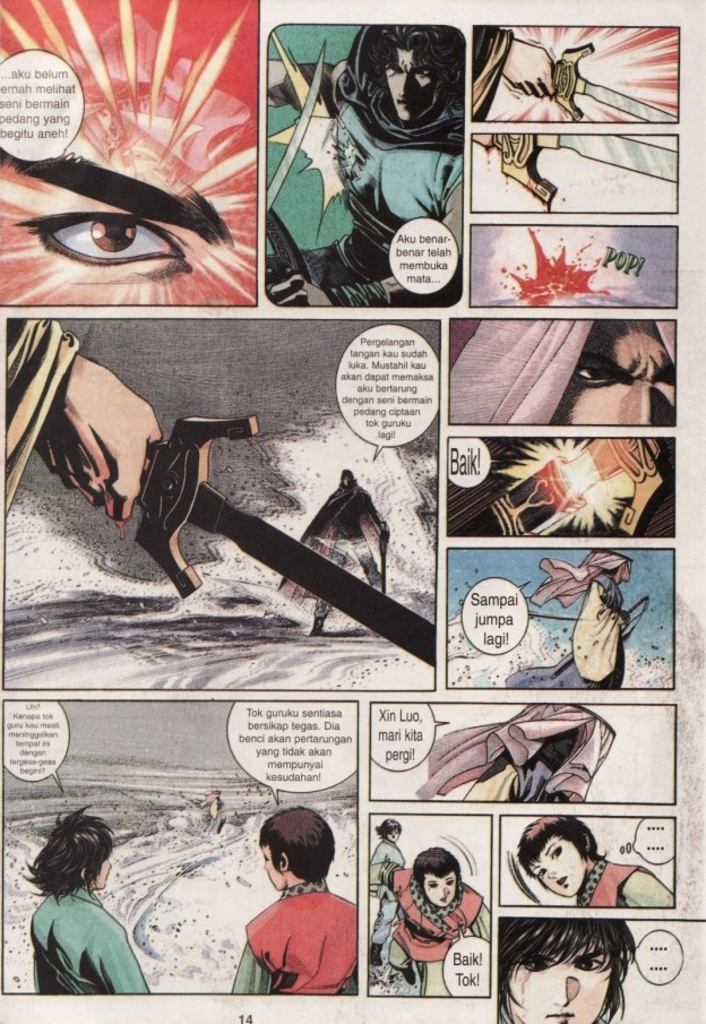 ...aku belum
ernah melihat
seni bermain
pedang yang
begitu aneh!
Aku benar-
benar telah
membuka
mata...
POP!
Pergelangan
tangan kau sudah
luka. Mustahil kau
akan dapat memaksa
aku bertarung
dengan seni bermain
pedang ciptaan
tok guruku
lagi!
Baik!
Sampai
jumpa
lagi!
Uh?
Kenapa tok
guru kau mesti
meninggalkan
tempat ini
dengan
tergesa-gesa
begini?
Tok guruku sentiasa
bersikap tegas. Dia
benci akan pertarungan
yang tidak akan
mempunyai
kesudahan!
Xin Luo,
mari kita
pergi!
Baik!
Tok!
....
....
....
....
14